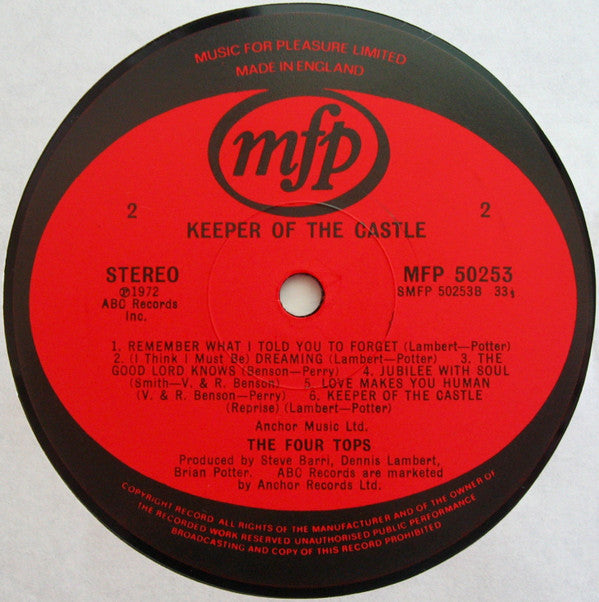 MUSIC FOR PLEASURE LIMITED
MADE IN ENGLAND
mfp
2 2
KEEPER OF THE CASTLE
STEREO
℗1972
ABC Records
Inc.
MFP 50253
SMFP 50253B 33⅓
1. REMEMBER WHAT I TOLD YOU TO FORGET (Lambert—Potter)
2. (I Think I Must Be) DREAMING (Lambert—Potter) 3. THE
GOOD LORD KNOWS (Benson—Perry) 4. JUBILEE WITH SOUL
(Smith—V. & R. Benson) 5. LOVE MAKES YOU HUMAN
(V. & R. Benson—Perry) 6. KEEPER OF THE CASTLE
(Reprise) (Lambert—Potter)
Anchor Music Ltd.
THE FOUR TOPS
Produced by Steve Barri, Dennis Lambert,
Brian Potter. ABC Records are marketed
by Anchor Records Ltd.
COPYRIGHT RECORD ALL RIGHTS OF THE MANUFACTURER AND OF THE OWNER OF
THE RECORDED WORK RESERVED UNAUTHORISED PUBLIC PERFORMANCE
BROADCASTING AND COPY OF THIS RECORD PROHIBITED